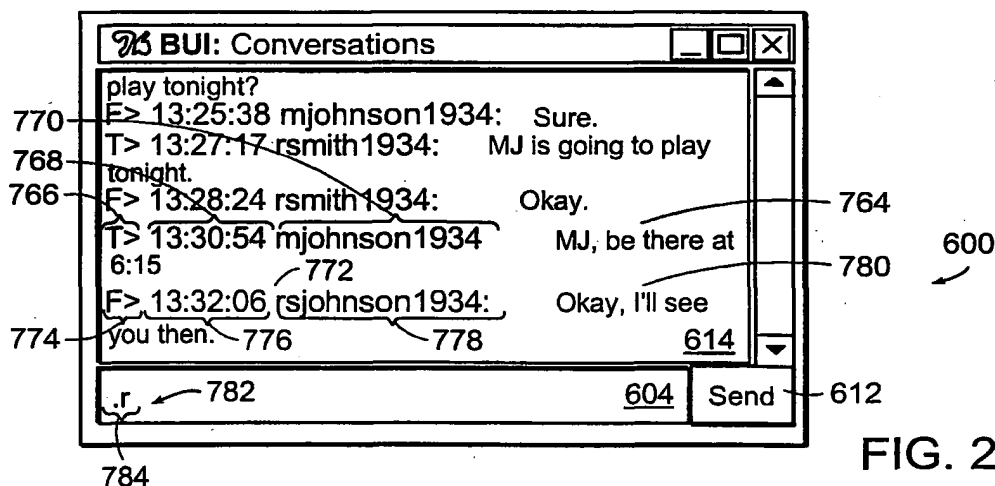 BUI: Conversations
play tonight?
F> 13:25:38 mjohnson1934: Sure.
770
T> 13:27:17 rsmith1934: MJ is going to play
768
tonight.
766
F> 13:28:24 rsmith1934: Okay.
764
T> 13:30:54 mjohnson1934 MJ, be there at
600
6:15
772
780
F> 13:32:06 rsjohnson1934: Okay, I'll see
774
you then.
776
778
614
.r
782
604
Send
612
784
FIG. 2